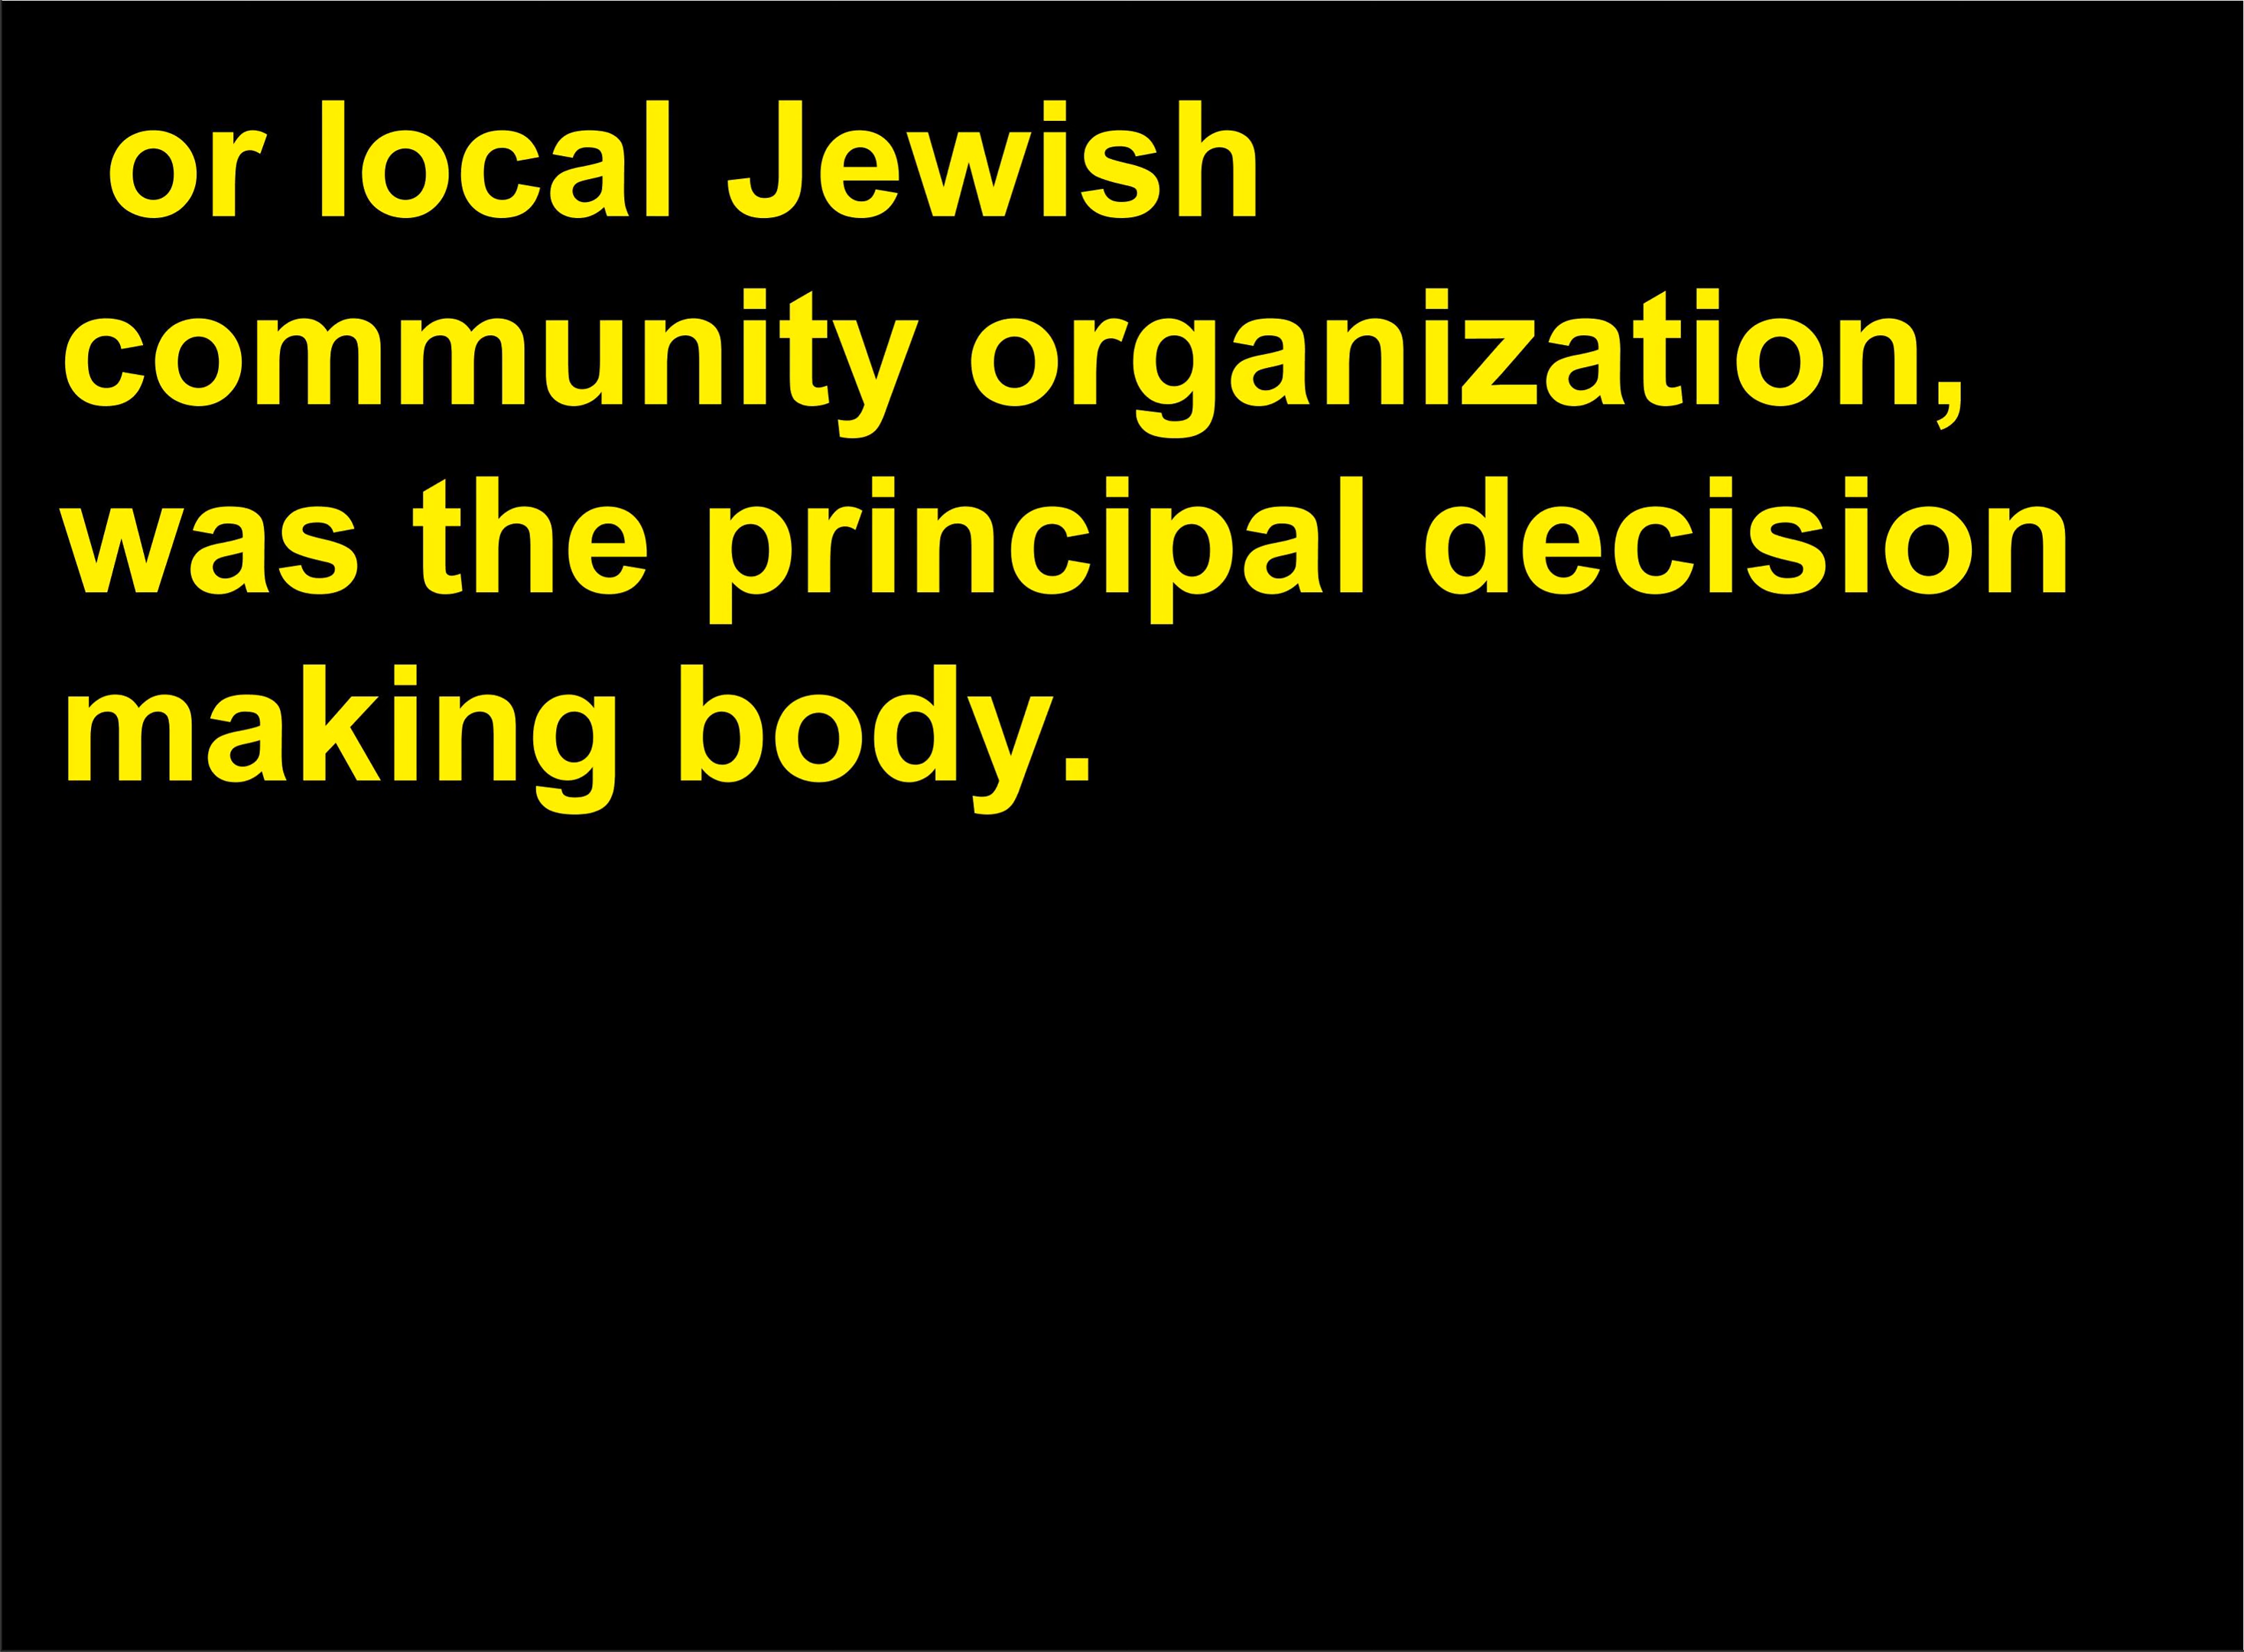 or local Jewish
community organization,
was the principal decision
making body.